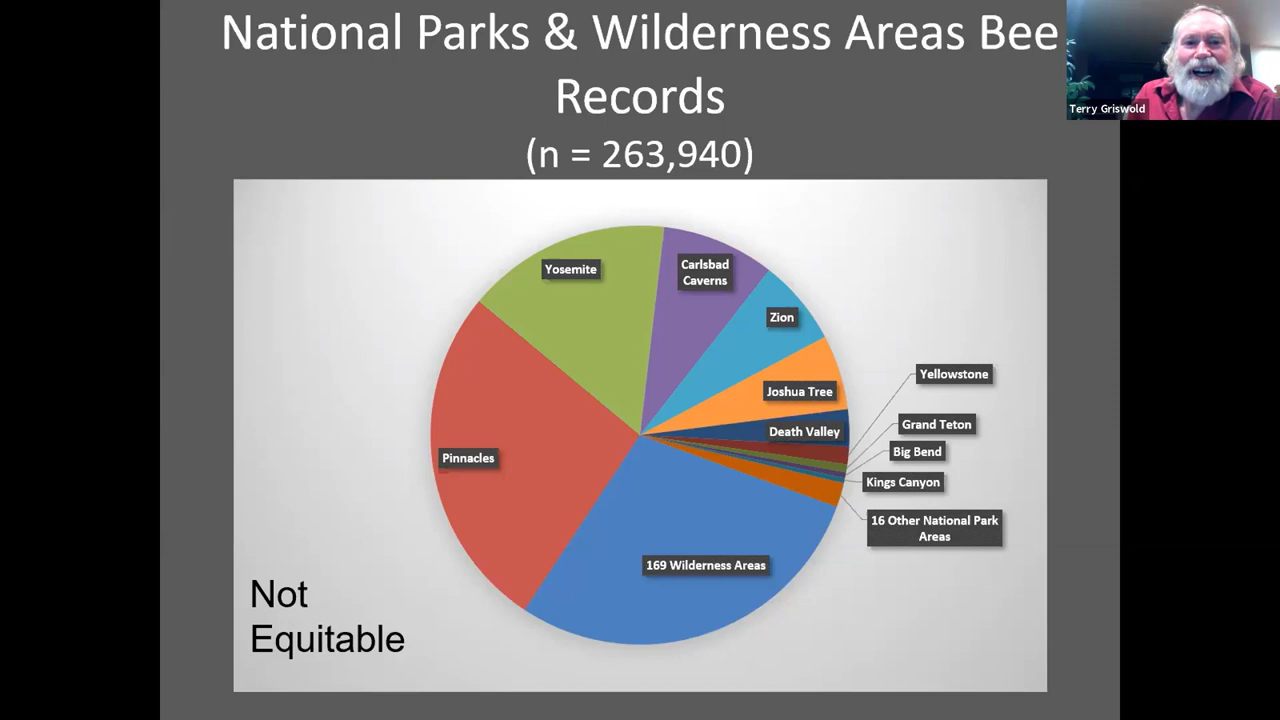 National Parks & Wilderness Areas Bee
Records
(n = 263,940)
Terry Griswold
Yosemite
Carlsbad
Caverns
Zion
Joshua Tree
Yellowstone
Death Valley
Grand Teton
Big Bend
Pinnacles
Kings Canyon
16 Other National Park
Areas
169 Wilderness Areas
Not
Equitable